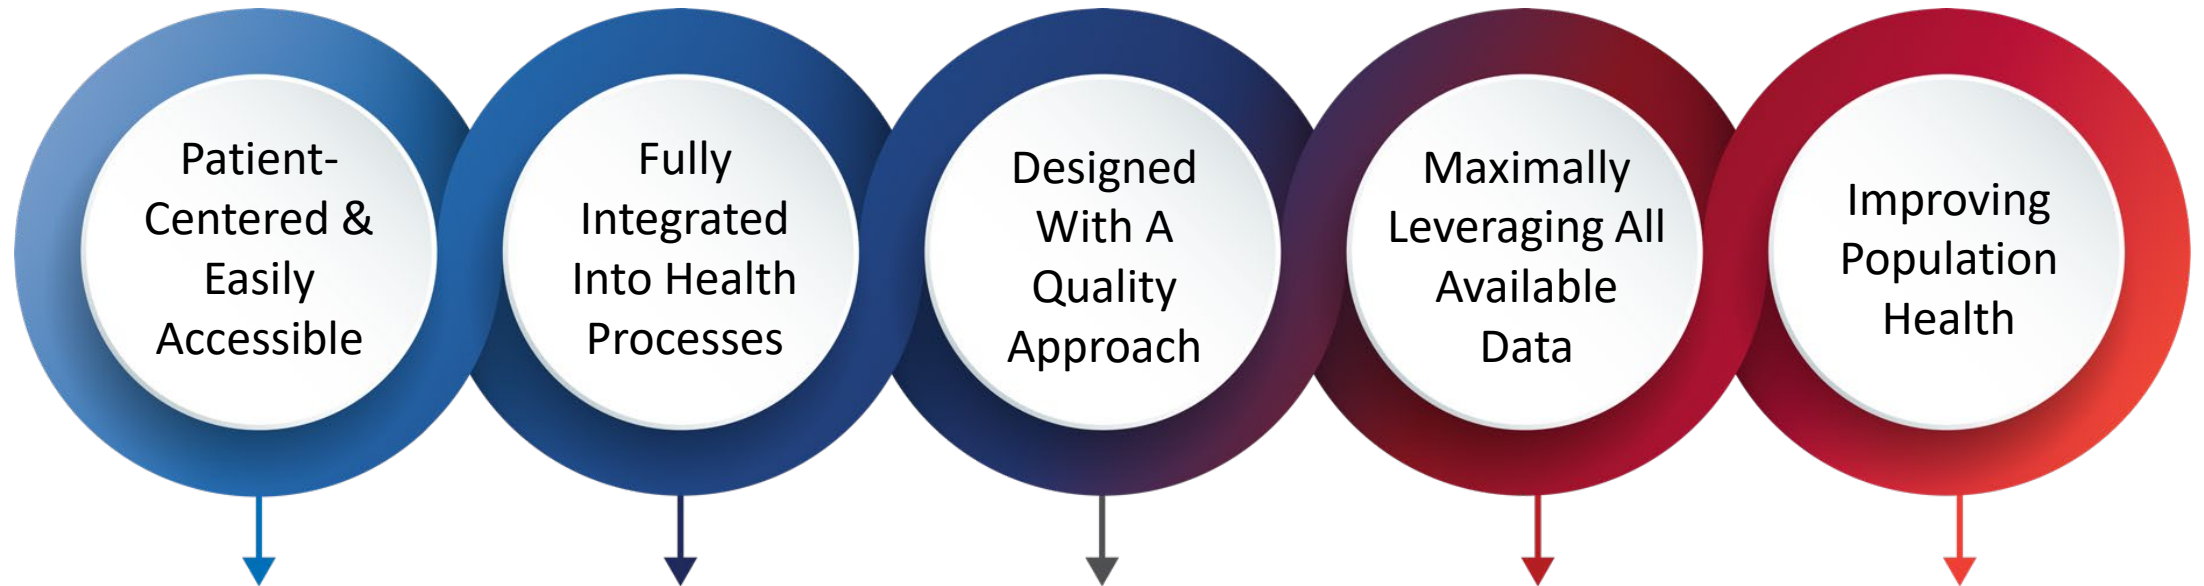 Patient-
Centered &
Easily
Accessible
Fully
Integrated
Into Health
Processes
Designed
With A
Quality
Approach
Maximally
Leveraging All
Available
Data
Improving
Population
Health